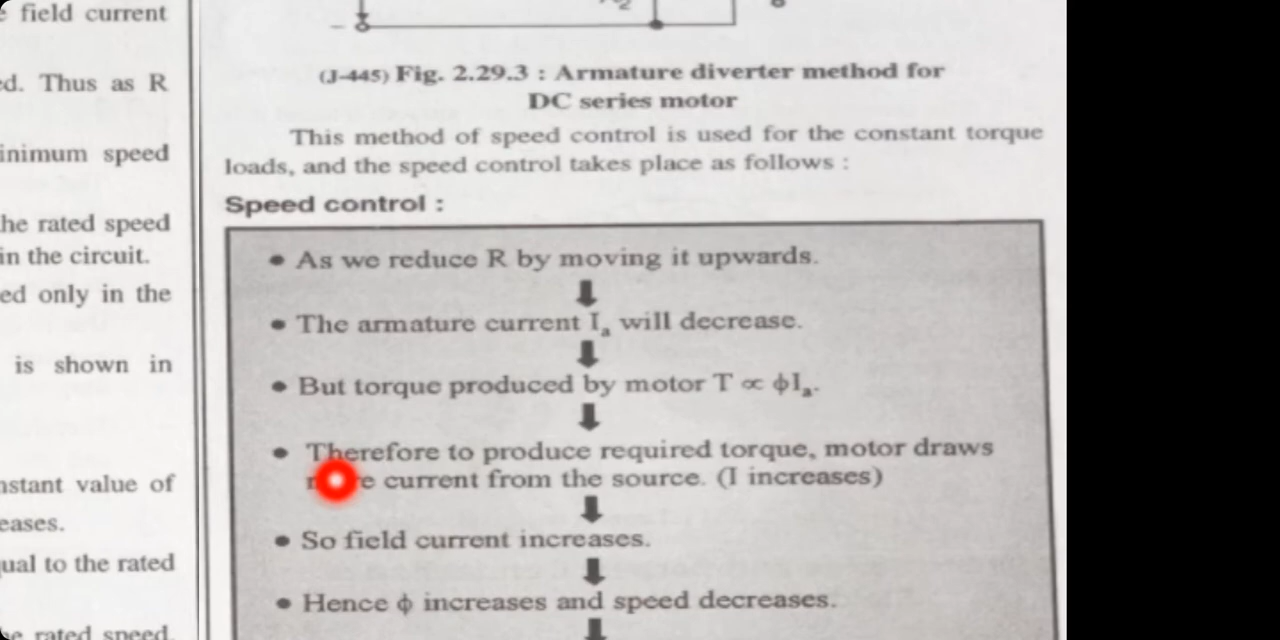 field current
ed. Thus as R
inimum speed
he rated speed
in the circuit.
ed only in the
is shown in
nstant value of
eases.
ual to the rated
he rated speed.
(J-445) Fig. 2.29.3 : Armature diverter method for
DC series motor
This method of speed control is used for the constant torque
loads, and the speed control takes place as follows :
Speed control :
• As we reduce R by moving it upwards.
• The armature current Iₐ will decrease.
• But torque produced by motor T ∝ ϕIₐ.
• Therefore to produce required torque, motor draws
current from the source. (I increases)
• So field current increases.
• Hence ϕ increases and speed decreases.